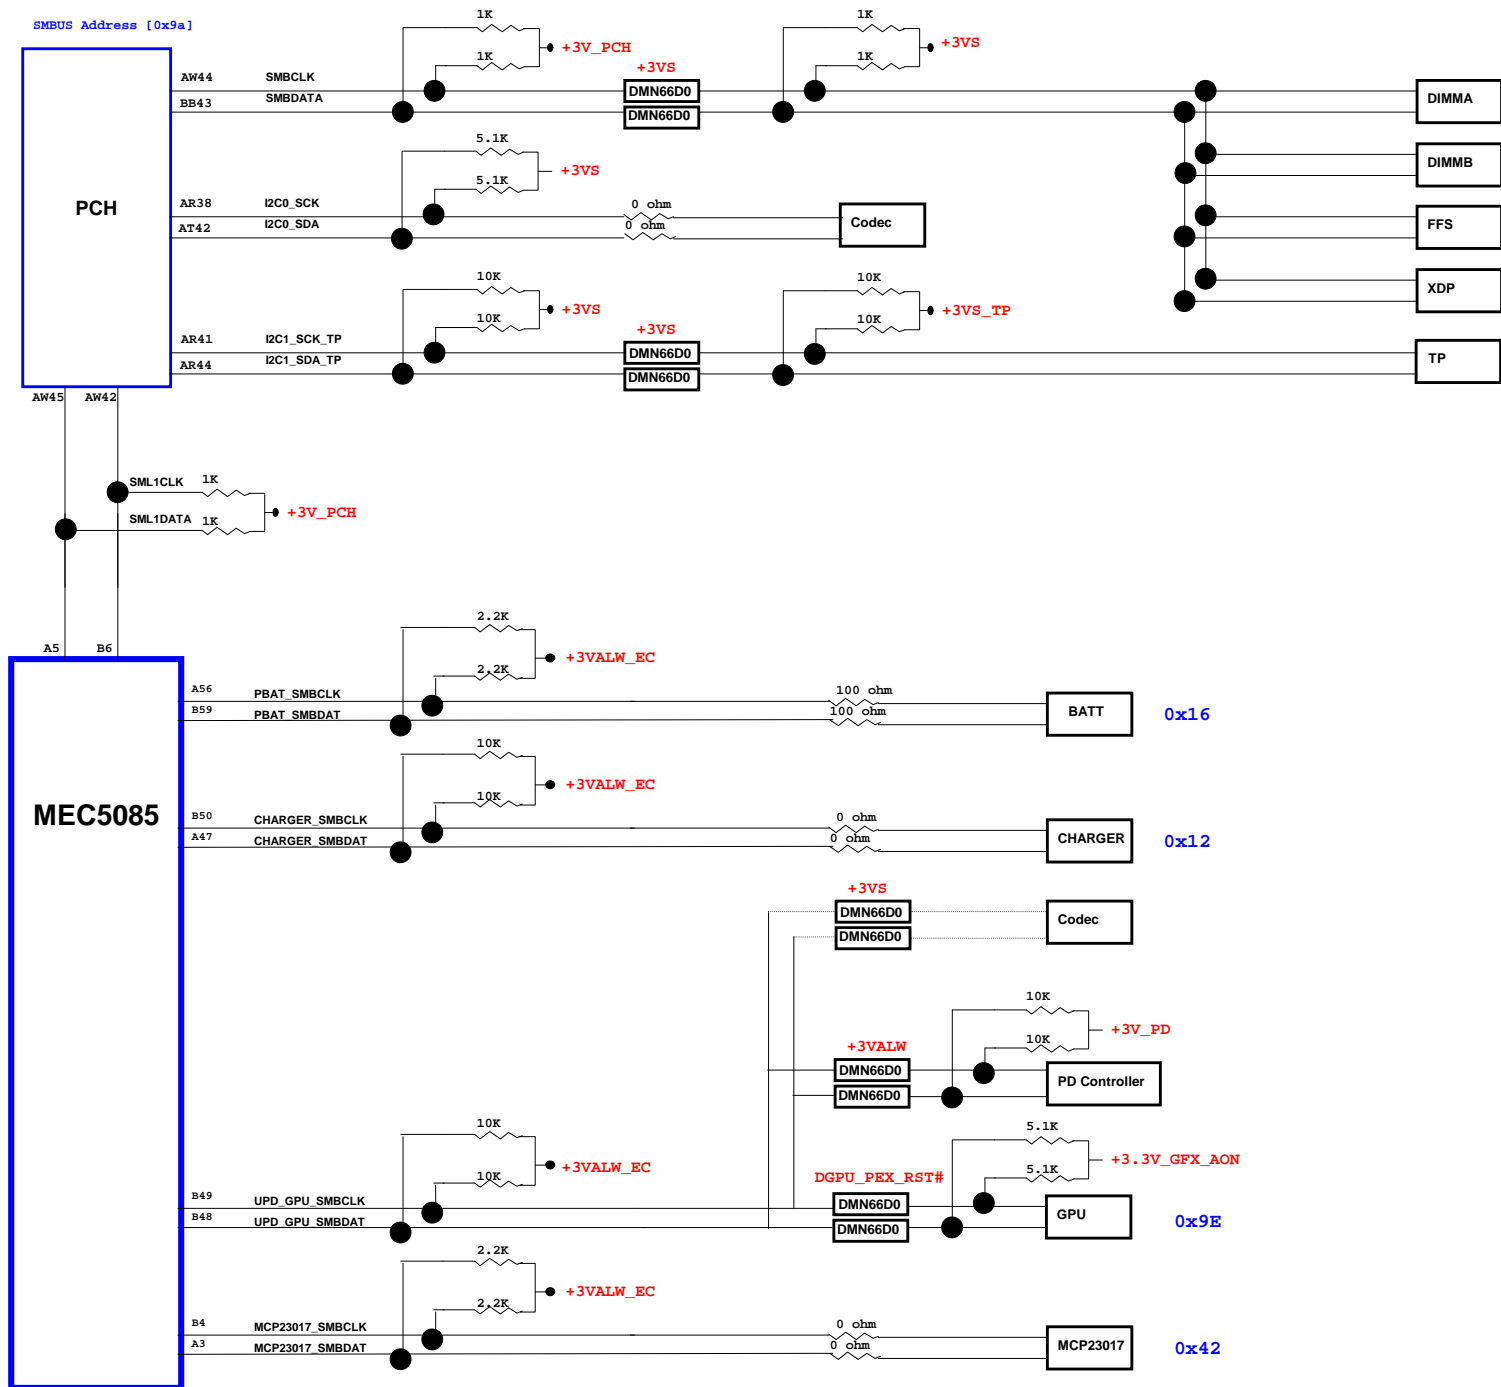 SMBUS Address [0x9a]
PCH
AW44 SMBCLK
BB43 SMBDATA
1K
1K
+3V_PCH
+3VS
DMN66D0
DMN66D0
1K
1K
+3VS
DIMMA
DIMMB
FFS
XDP
AR38 I2C0_SCK
AT42 I2C0_SDA
5.1K
5.1K
+3VS
0 ohm
0 ohm
Codec
AR41 I2C1_SCK_TP
AR44 I2C1_SDA_TP
10K
10K
+3VS
+3VS
DMN66D0
DMN66D0
10K
10K
+3VS_TP
TP
AW45 AW42
SML1CLK 1K
SML1DATA 1K
+3V_PCH
A5 B6
MEC5085
A56 PBAT_SMBCLK
B59 PBAT_SMBDAT
2.2K
2.2K
+3VALW_EC
100 ohm
100 ohm
BATT 0x16
B50 CHARGER_SMBCLK
A47 CHARGER_SMBDAT
10K
10K
+3VALW_EC
0 ohm
0 ohm
CHARGER 0x12
+3VS
DMN66D0
DMN66D0
Codec
+3VALW
DMN66D0
DMN66D0
10K
10K
+3V_PD
PD Controller
B49 UPD_GPU_SMBCLK
B48 UPD_GPU_SMBDAT
10K
10K
+3VALW_EC
DGPU_PEX_RST#
DMN66D0
DMN66D0
5.1K
5.1K
+3.3V_GFX_AON
GPU 0x9E
B4 MCP23017_SMBCLK
A3 MCP23017_SMBDAT
2.2K
2.2K
+3VALW_EC
0 ohm
0 ohm
MCP23017 0x42